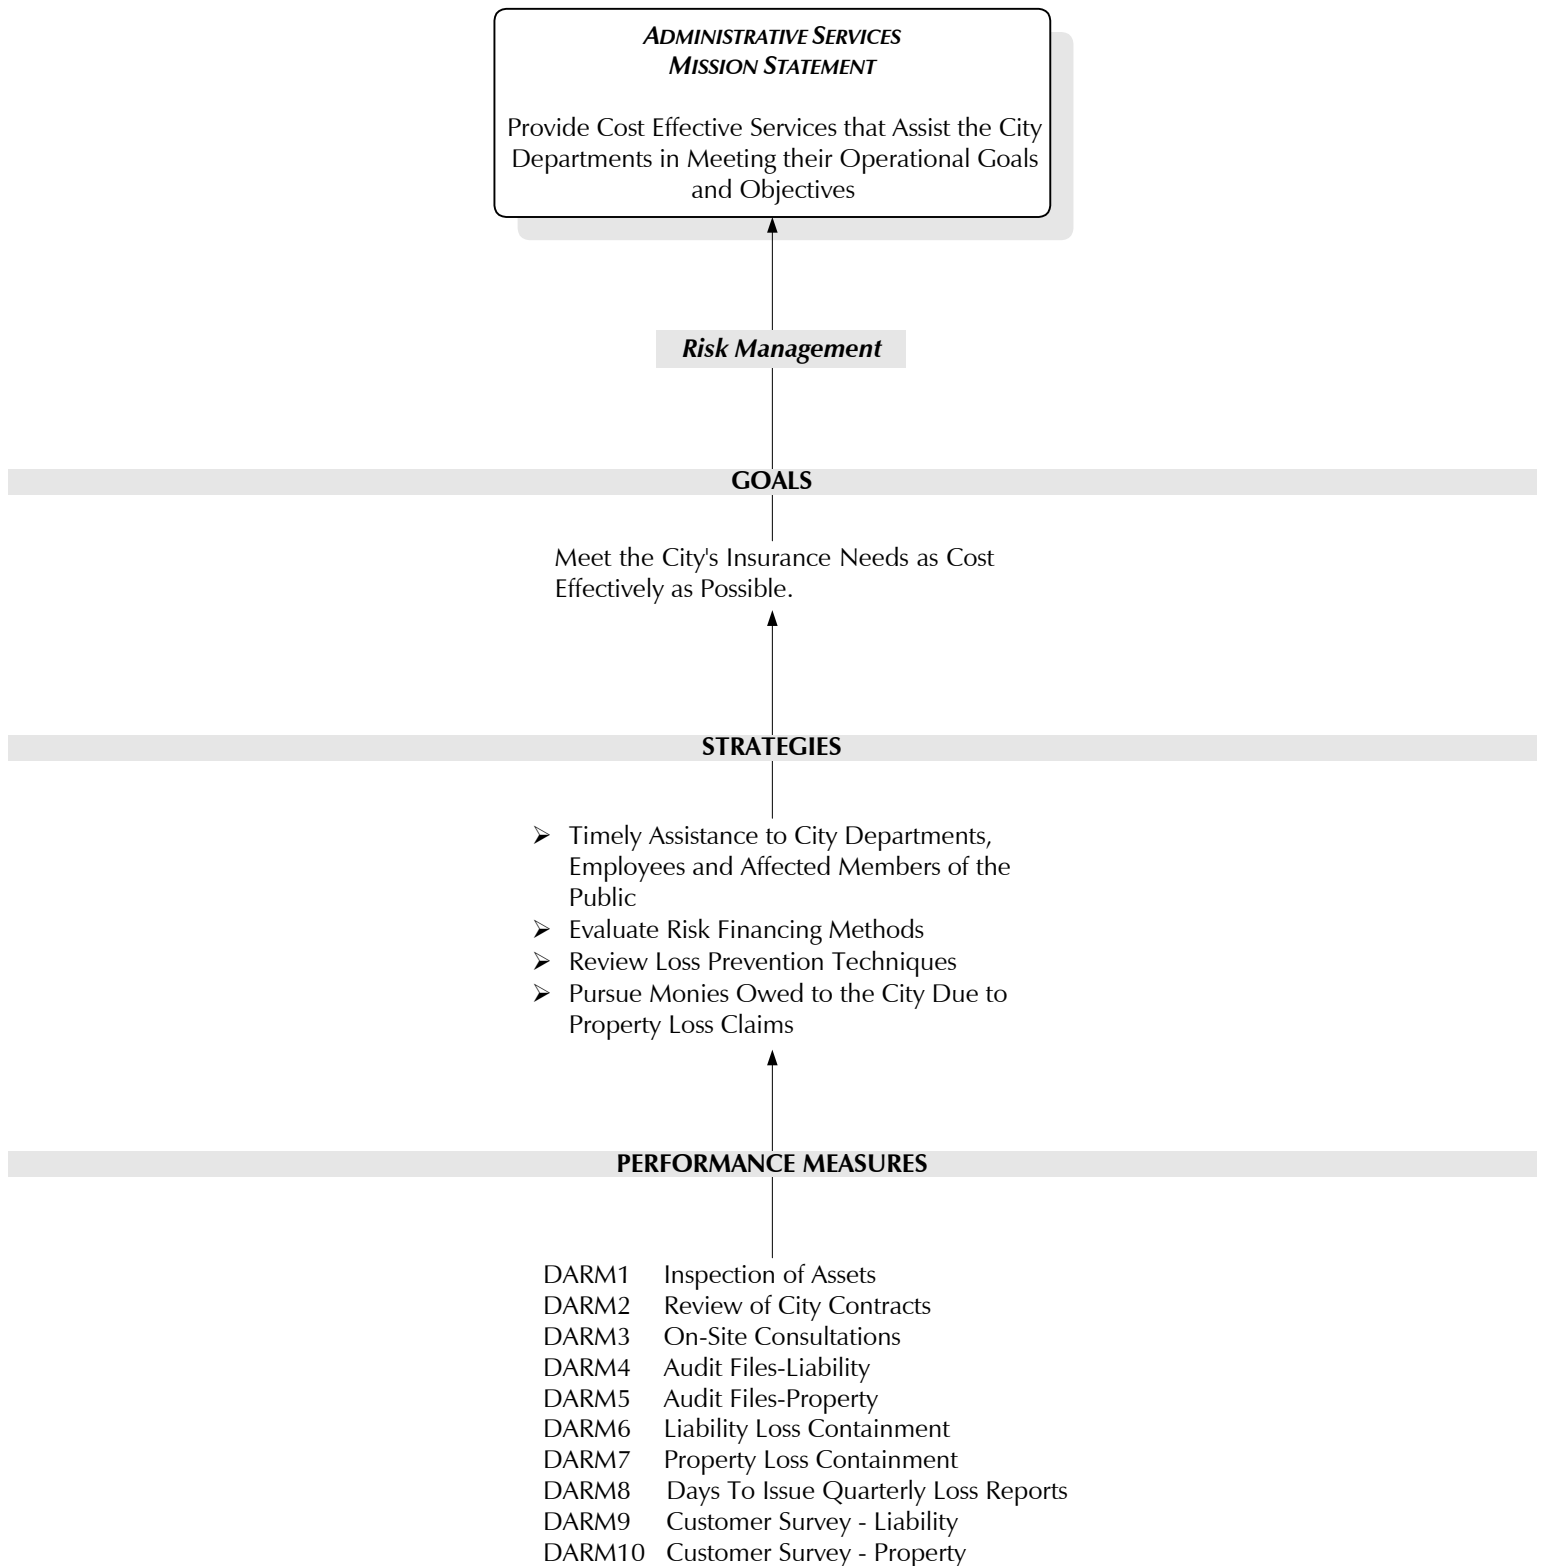 ADMINISTRATIVE SERVICES
MISSION STATEMENT
Provide Cost Effective Services that Assist the City
Departments in Meeting their Operational Goals
and Objectives
Risk Management
GOALS
Meet the City's Insurance Needs as Cost
Effectively as Possible.
STRATEGIES
➢ Timely Assistance to City Departments,
Employees and Affected Members of the
Public
➢ Evaluate Risk Financing Methods
➢ Review Loss Prevention Techniques
➢ Pursue Monies Owed to the City Due to
Property Loss Claims
PERFORMANCE MEASURES
DARM1 Inspection of Assets
DARM2 Review of City Contracts
DARM3 On-Site Consultations
DARM4 Audit Files-Liability
DARM5 Audit Files-Property
DARM6 Liability Loss Containment
DARM7 Property Loss Containment
DARM8 Days To Issue Quarterly Loss Reports
DARM9 Customer Survey - Liability
DARM10 Customer Survey - Property